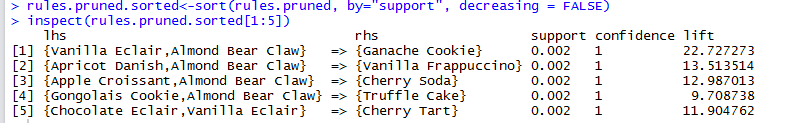 > rules.pruned.sorted<-sort(rules.pruned, by="support", decreasing = FALSE)
> inspect(rules.pruned.sorted[1:5])
lhs rhs support confidence lift
[1] {Vanilla Eclair,Almond Bear Claw} => {Ganache Cookie} 0.002 1 22.727273
[2] {Apricot Danish,Almond Bear Claw} => {Vanilla Frappuccino} 0.002 1 13.513514
[3] {Apple Croissant,Almond Bear Claw} => {Cherry Soda} 0.002 1 12.987013
[4] {Gongolais Cookie,Almond Bear Claw} => {Truffle Cake} 0.002 1 9.708738
[5] {Chocolate Eclair,Vanilla Eclair} => {Cherry Tart} 0.002 1 11.904762